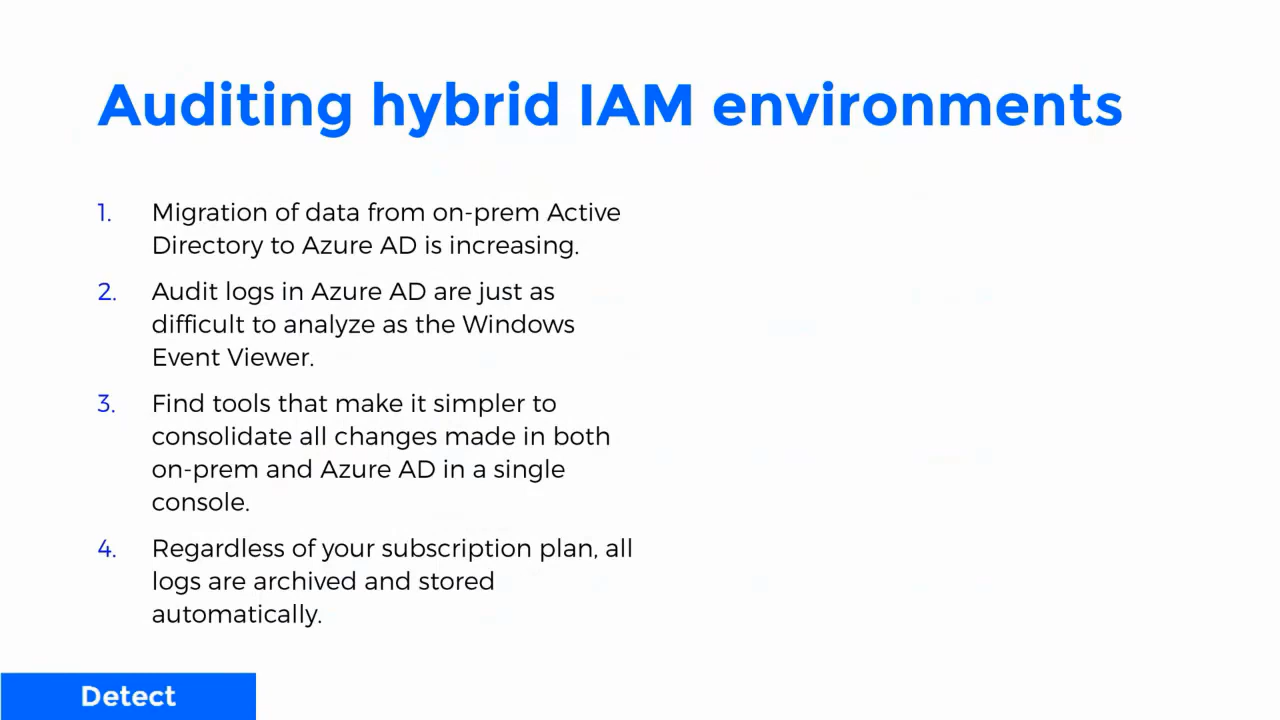 Auditing hybrid IAM environments
1. Migration of data from on-prem Active
Directory to Azure AD is increasing.
2. Audit logs in Azure AD are just as
difficult to analyze as the Windows
Event Viewer.
3. Find tools that make it simpler to
consolidate all changes made in both
on-prem and Azure AD in a single
console.
4. Regardless of your subscription plan, all
logs are archived and stored
automatically.
Detect